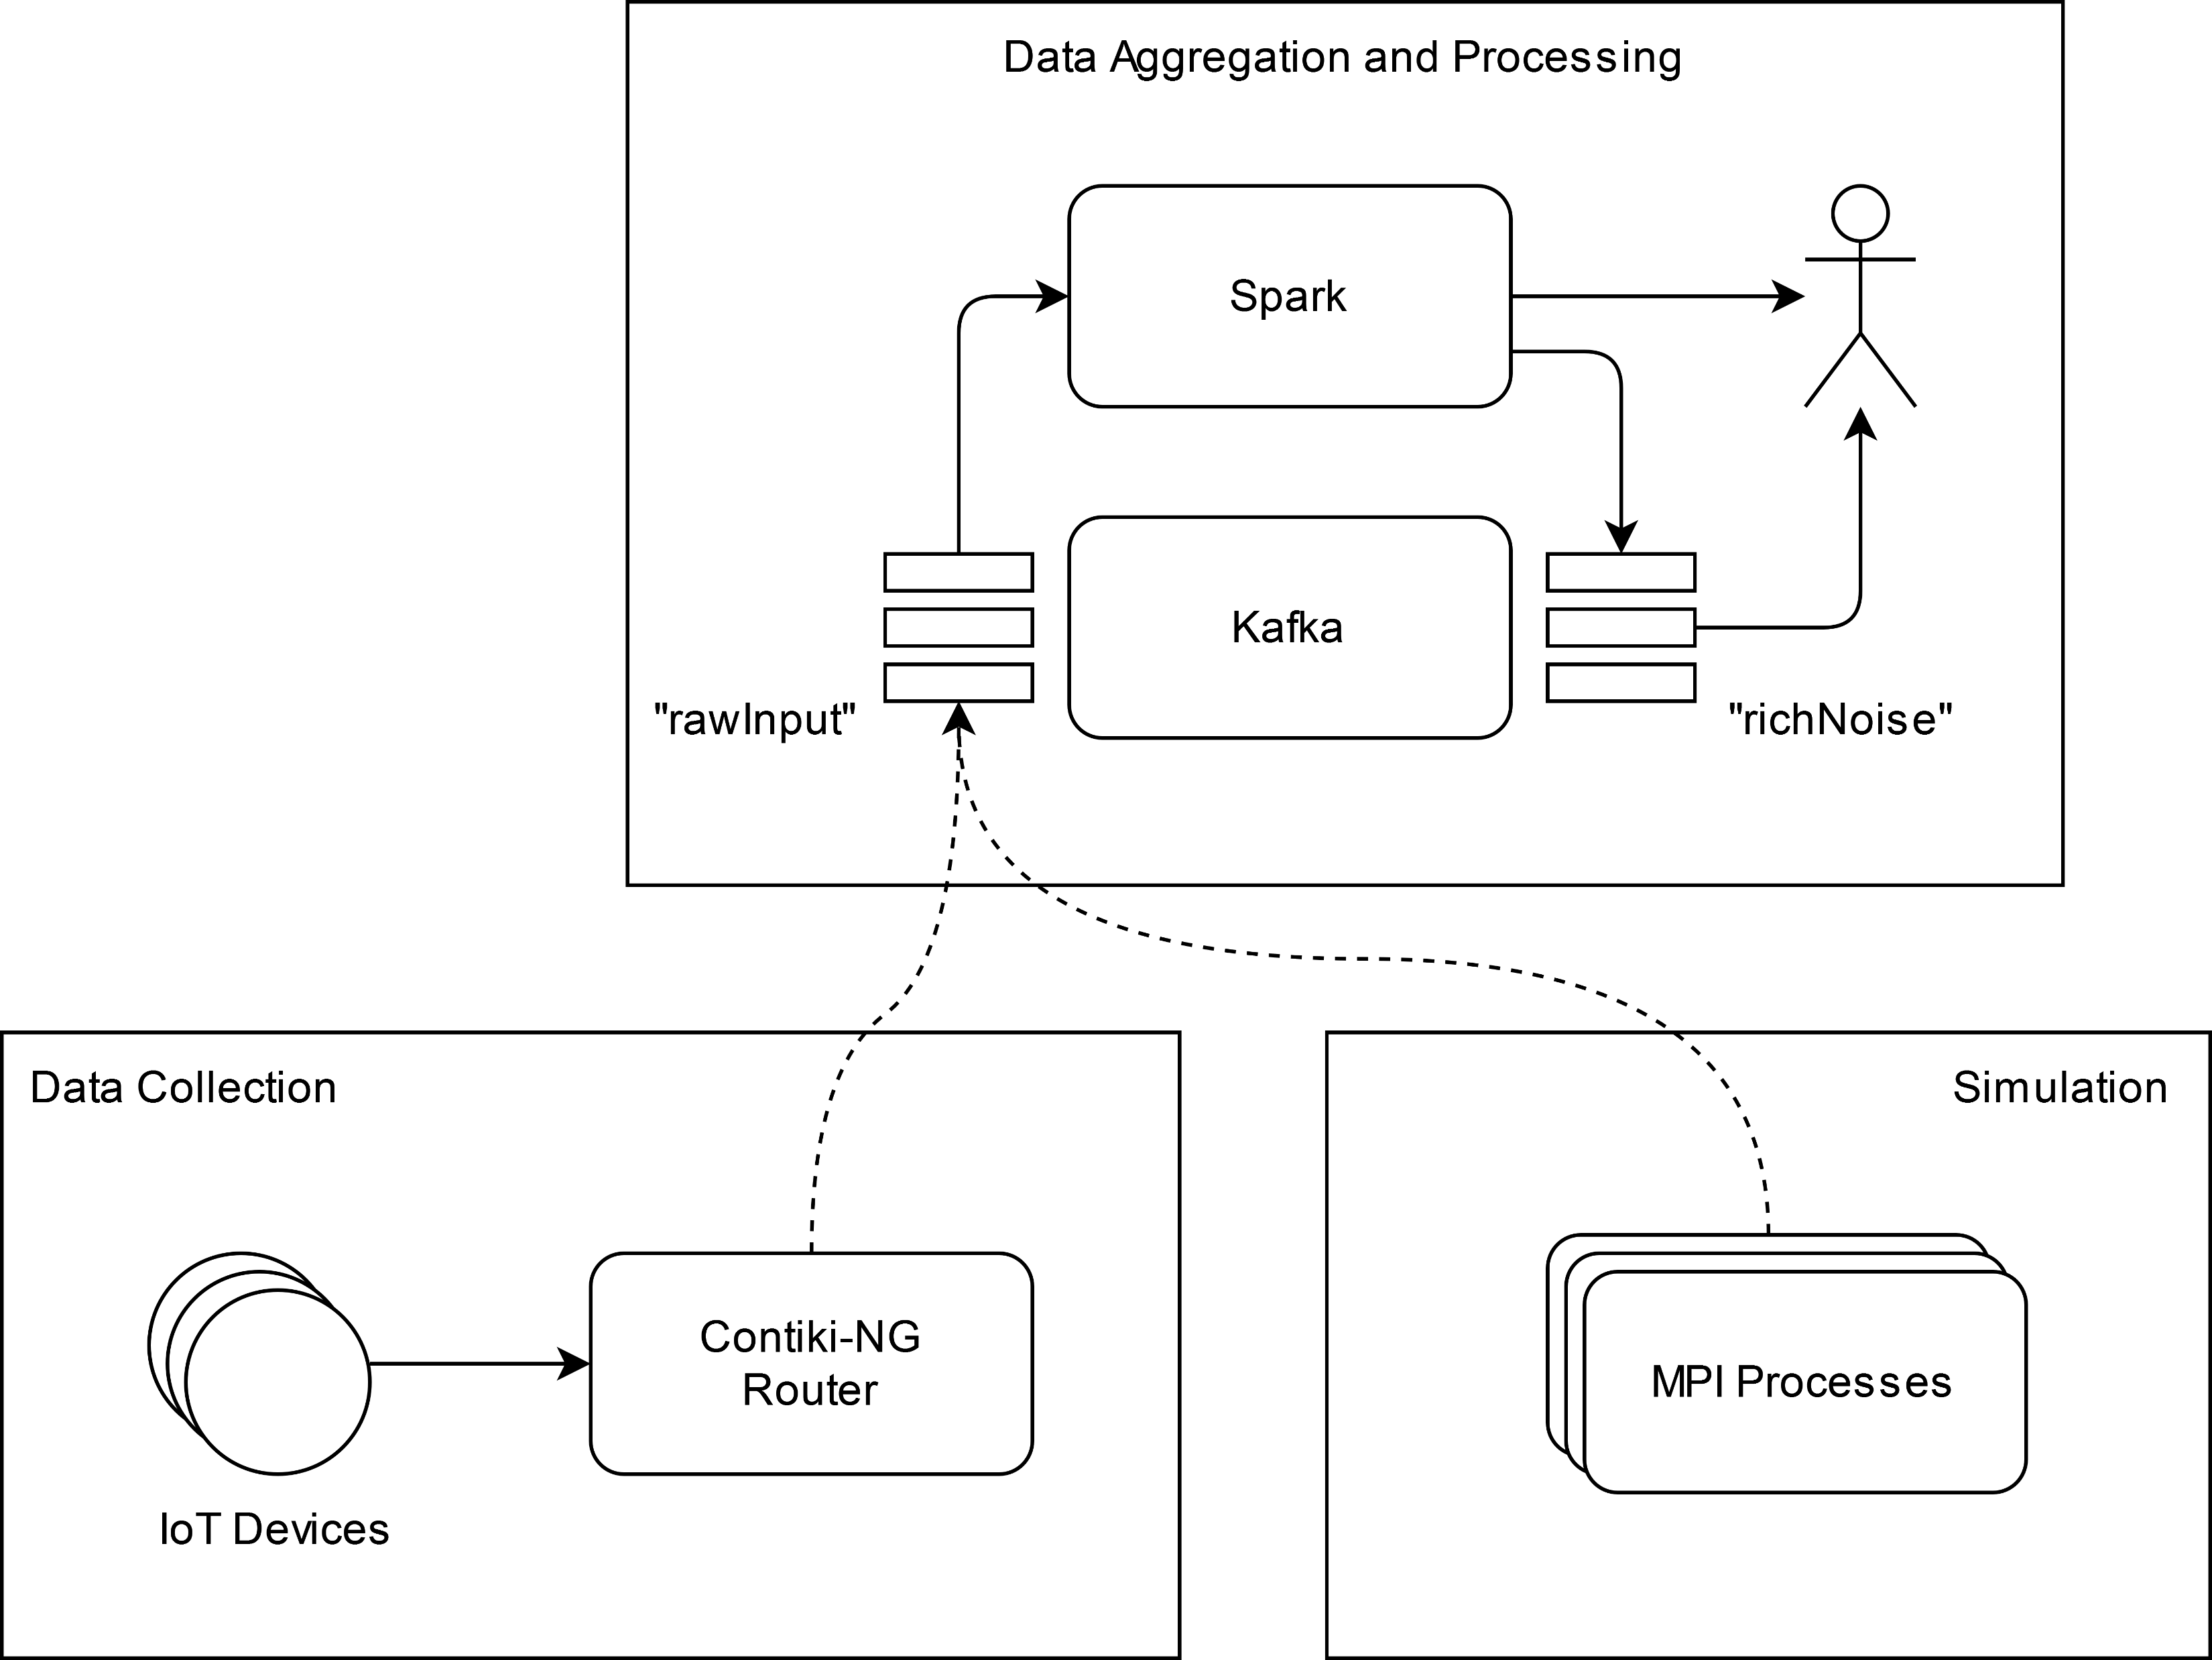 Data Aggregation and Processing
Spark
Kafka
"rawInput"
"richNoise"
Data Collection
Simulation
Contiki-NG
Router
MPI Processes
IoT Devices